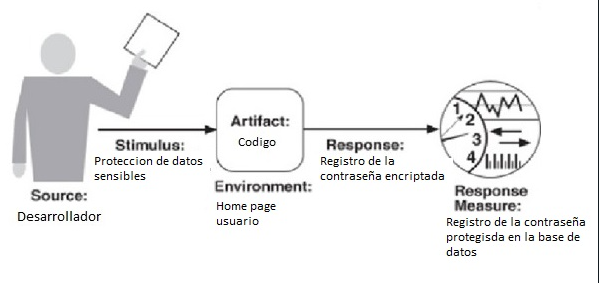 Source:
Desarrollador
Stimulus:
Proteccion de datos
sensibles
Artifact:
Codigo
Environment:
Home page
usuario
Response:
Registro de la
contraseña encriptada
1
2
3
4
Response
Measure:
Registro de la contraseña
protegisda en la base de
datos